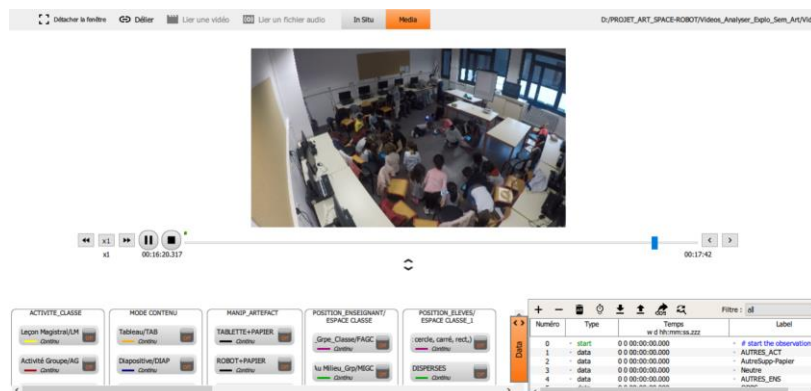 Détacher la fenêtre Délier Lier une vidéo Lier un fichier audio In Situ Media D:/PROJET_ART_SPACE-ROBOT/Videos_Analyser_Explo_Sem_Art/Vid
x1
x1 00:16:20.317 00:17:42
ACTIVITE_CLASSE MODE CONTENU MANIP_ARTEFACT POSITION_ENSEIGNANT/ ESPACE CLASSE POSITION_ELEVES/ ESPACE CLASSE_1
Leçon Magistral/LM Tableau/TAB TABLETTE+PAPIER _Grpe_Classe/FAGC cercle, carré, rect,)
Continu Continu Continu Continu Continu
Activité Groupe/AG Diapositive/DIAP ROBOT+PAPIER Au Milieu_Grp/MIGC DISPERSES
Continu Continu Continu Continu Continu
Data
Filtre : all
Numéro Type Temps Label
w d hh:mm:ss.zzz
0 start 0 0 00:00:00.000 # start the observation
1 data 0 0 00:00:00.000 AUTRES_ACT
2 data 0 0 00:00:00.000 AutreSupp-Papier
3 data 0 0 00:00:00.000 Neutre
4 data 0 0 00:00:00.000 AUTRES_ENS